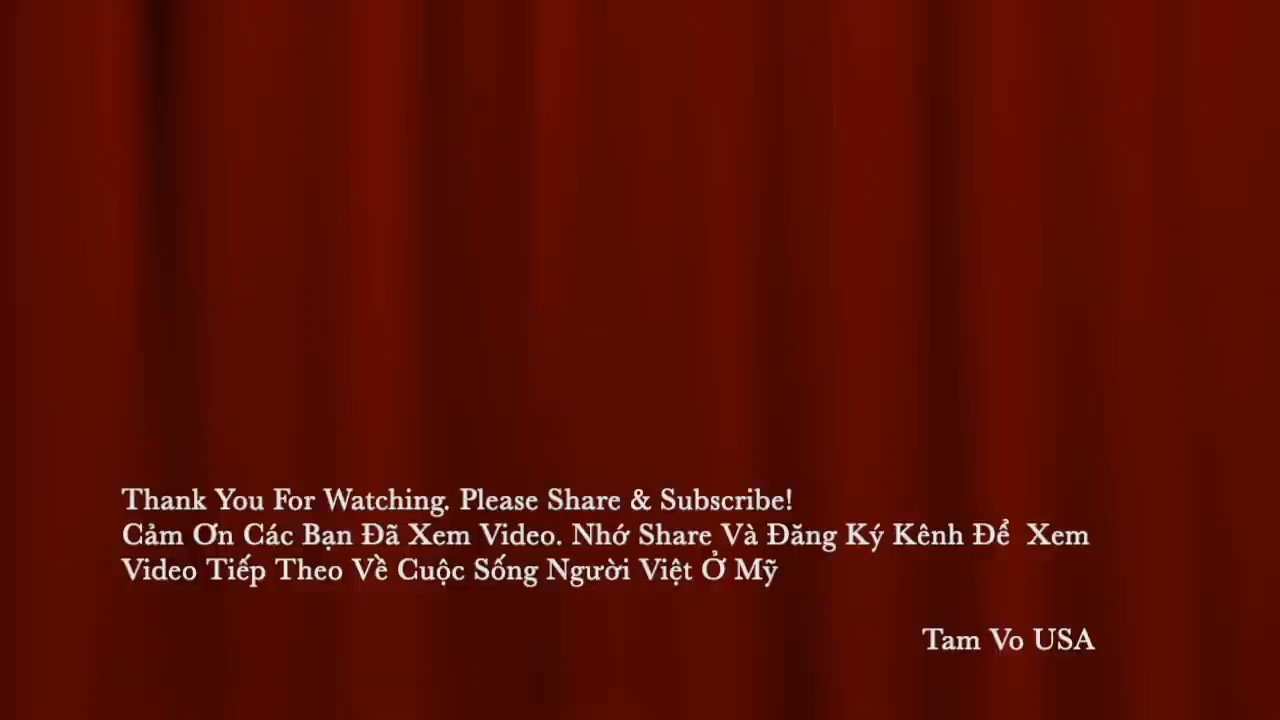 Thank You For Watching. Please Share & Subscribe!
Cảm Ơn Các Bạn Đã Xem Video. Nhớ Share Và Đăng Ký Kênh Để  Xem
Video Tiếp Theo Về Cuộc Sống Người Việt Ở Mỹ
Tam Vo USA